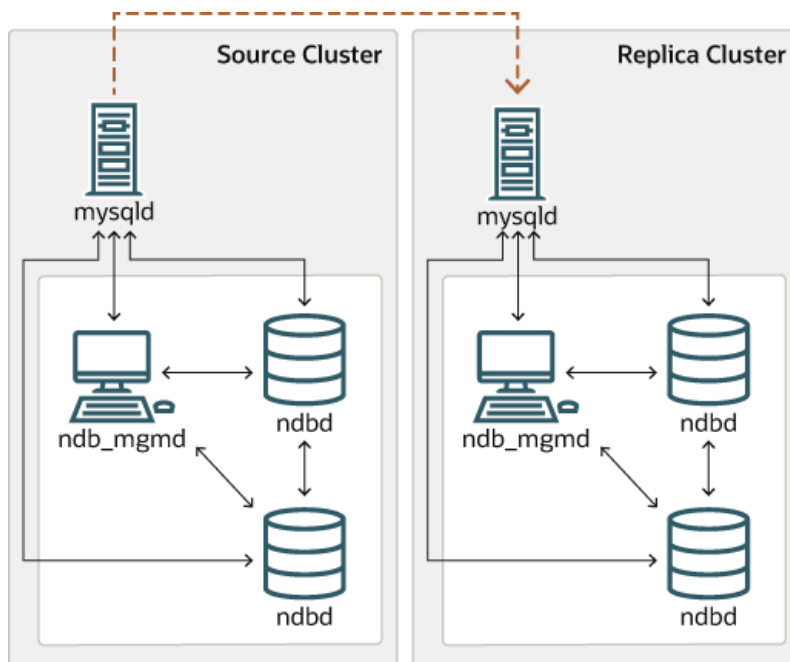 Source Cluster
mysqld
ndb_mgmd
ndbd
ndbd
Replica Cluster
mysqld
ndb_mgmd
ndbd
ndbd